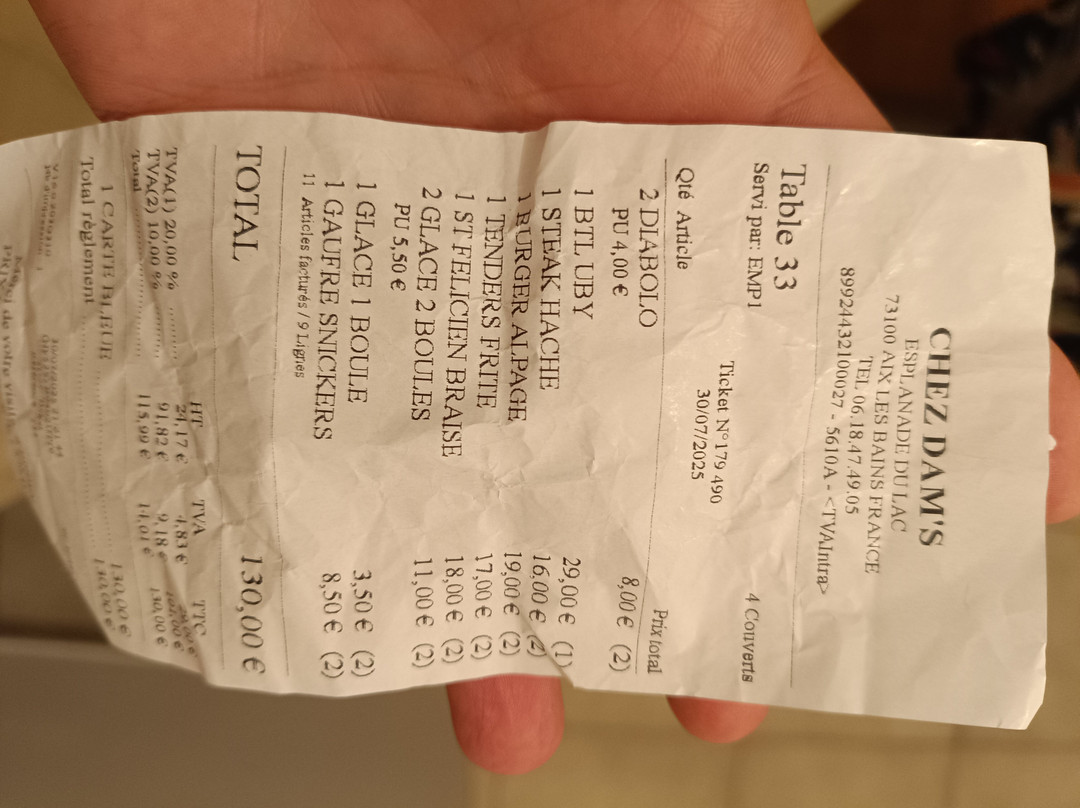 CHEZ DAM'S
ESPLANADE DU LAC
73100 AIX LES BAINS FRANCE
TEL 06.18.47.49.05
89924432100027 - 5610A - <TVAIntra>
Table 33
Servi par: EMP1
4 Couverts
Ticket N°179 490
30/07/2025
Qté Article Prix total
2 DIABOLO 8,00 € (2)
PU 4,00 €
1 BTL UBY 29,00 € (1)
1 STEAK HACHE 16,00 € (2)
1 BURGER ALPAGE 19,00 € (2)
1 TENDERS FRITE 17,00 € (2)
1 ST FELICIEN BRAISE 18,00 € (2)
2 GLACE 2 BOULES 11,00 € (2)
PU 5,50 €
1 GLACE 1 BOULE 3,50 € (2)
1 GAUFRE SNICKERS 8,50 € (2)
11 Articles facturés / 9 Lignes
TOTAL 130,00 €
HT TVA TTC
TVA(1) 20,00 % 24,17 € 4,83 €
TVA(2) 10,00 % 91,82 € 9,18 €
Total 115,99 € 14,01 € 130,00 €
1 CARTE BLEUE 130,00 €
Total règlement 130,00 €
de votre visite